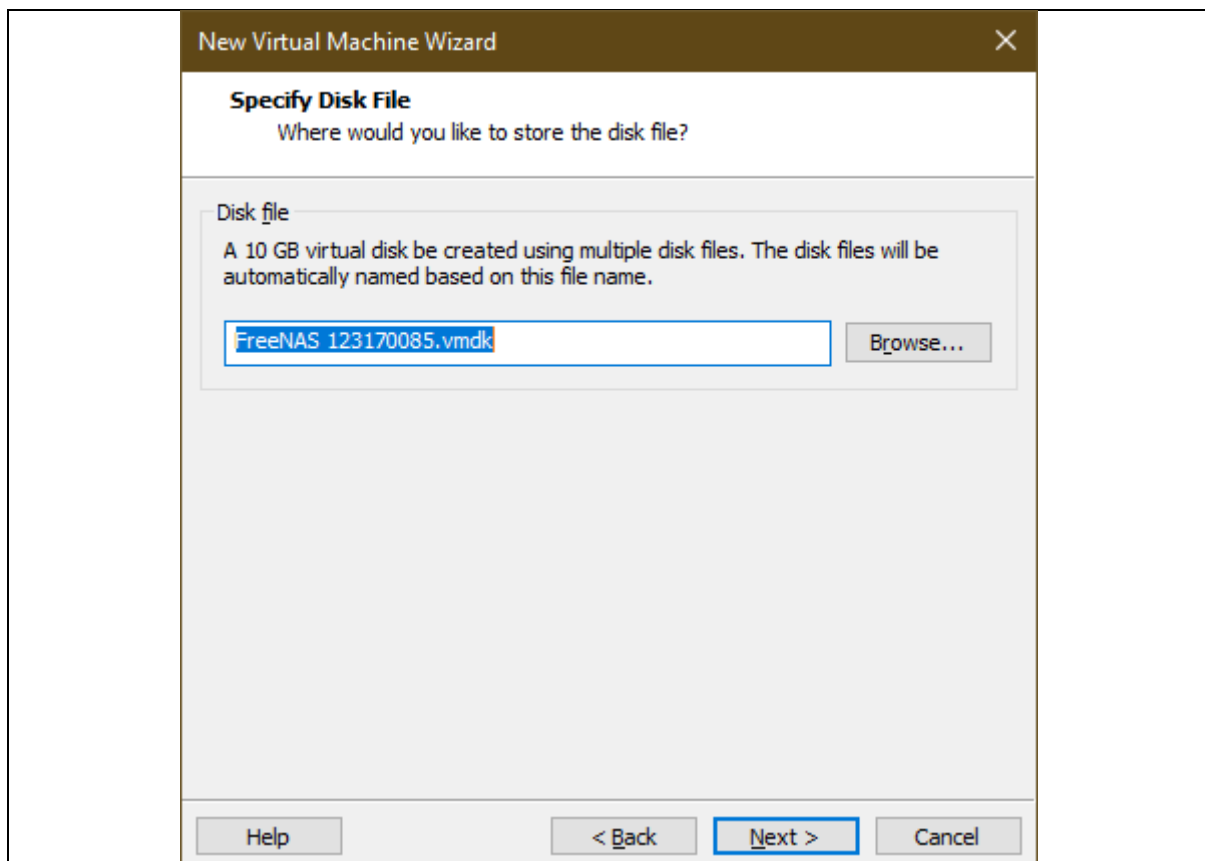 New Virtual Machine Wizard
Specify Disk File
Where would you like to store the disk file?
Disk file
A 10 GB virtual disk be created using multiple disk files. The disk files will be
automatically named based on this file name.
FreeNAS 123170085.vmdk
Browse...
Help
< Back
Next >
Cancel